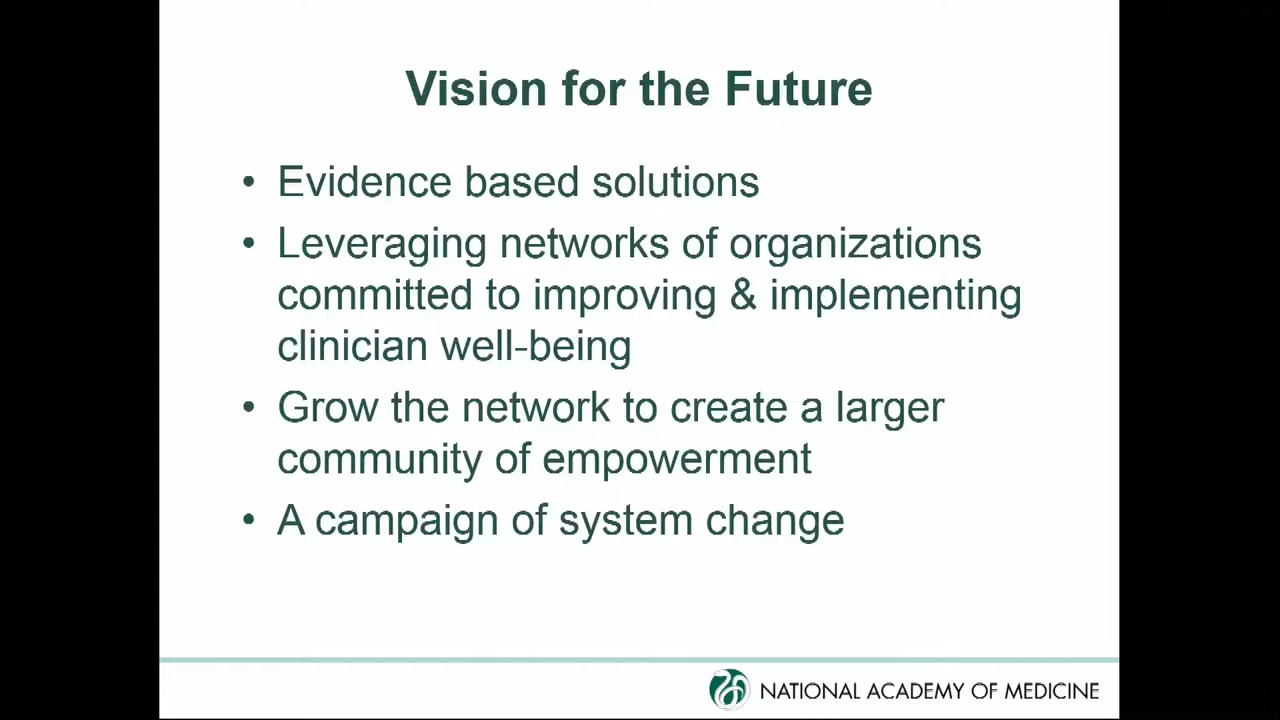 Vision for the Future
• Evidence based solutions
• Leveraging networks of organizations
committed to improving & implementing
clinician well-being
• Grow the network to create a larger
community of empowerment
• A campaign of system change
NATIONAL ACADEMY OF MEDICINE